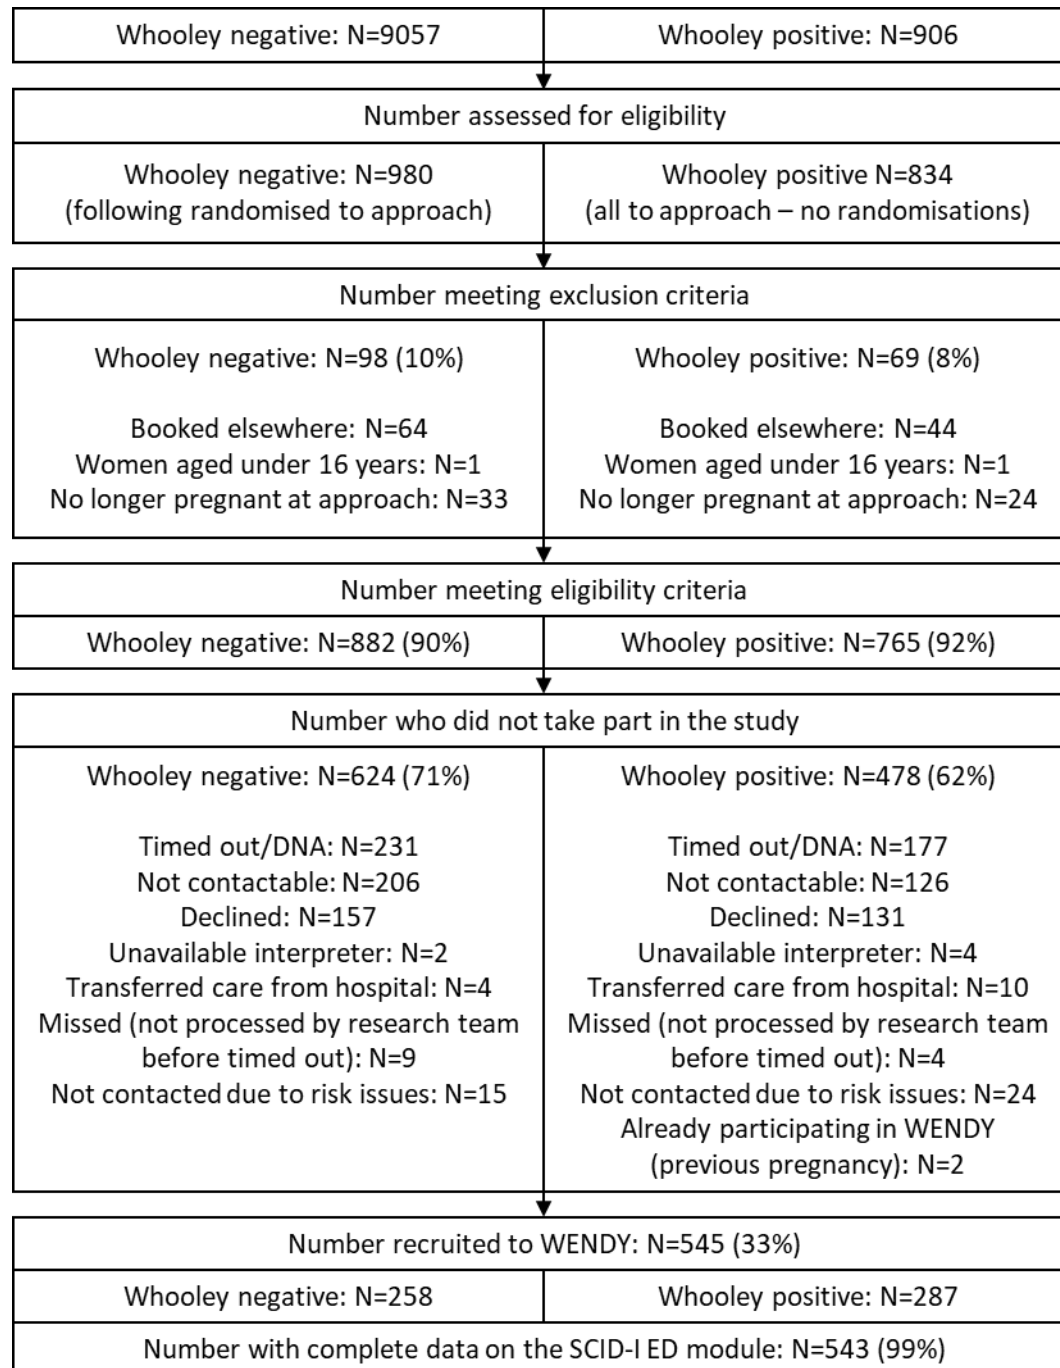 Whooley negative: N=9057
Whooley positive: N=906
Number assessed for eligibility
Whooley negative: N=980
(following randomised to approach)
Whooley positive N=834
(all to approach – no randomisations)
Number meeting exclusion criteria
Whooley negative: N=98 (10%)
Booked elsewhere: N=64
Women aged under 16 years: N=1
No longer pregnant at approach: N=33
Whooley positive: N=69 (8%)
Booked elsewhere: N=44
Women aged under 16 years: N=1
No longer pregnant at approach: N=24
Number meeting eligibility criteria
Whooley negative: N=882 (90%)
Whooley positive: N=765 (92%)
Number who did not take part in the study
Whooley negative: N=624 (71%)
Timed out/DNA: N=231
Not contactable: N=206
Declined: N=157
Unavailable interpreter: N=2
Transferred care from hospital: N=4
Missed (not processed by research team
before timed out): N=9
Not contacted due to risk issues: N=15
Whooley positive: N=478 (62%)
Timed out/DNA: N=177
Not contactable: N=126
Declined: N=131
Unavailable interpreter: N=4
Transferred care from hospital: N=10
Missed (not processed by research team
before timed out): N=4
Not contacted due to risk issues: N=24
Already participating in WENDY
(previous pregnancy): N=2
Number recruited to WENDY: N=545 (33%)
Whooley negative: N=258
Whooley positive: N=287
Number with complete data on the SCID-I ED module: N=543 (99%)